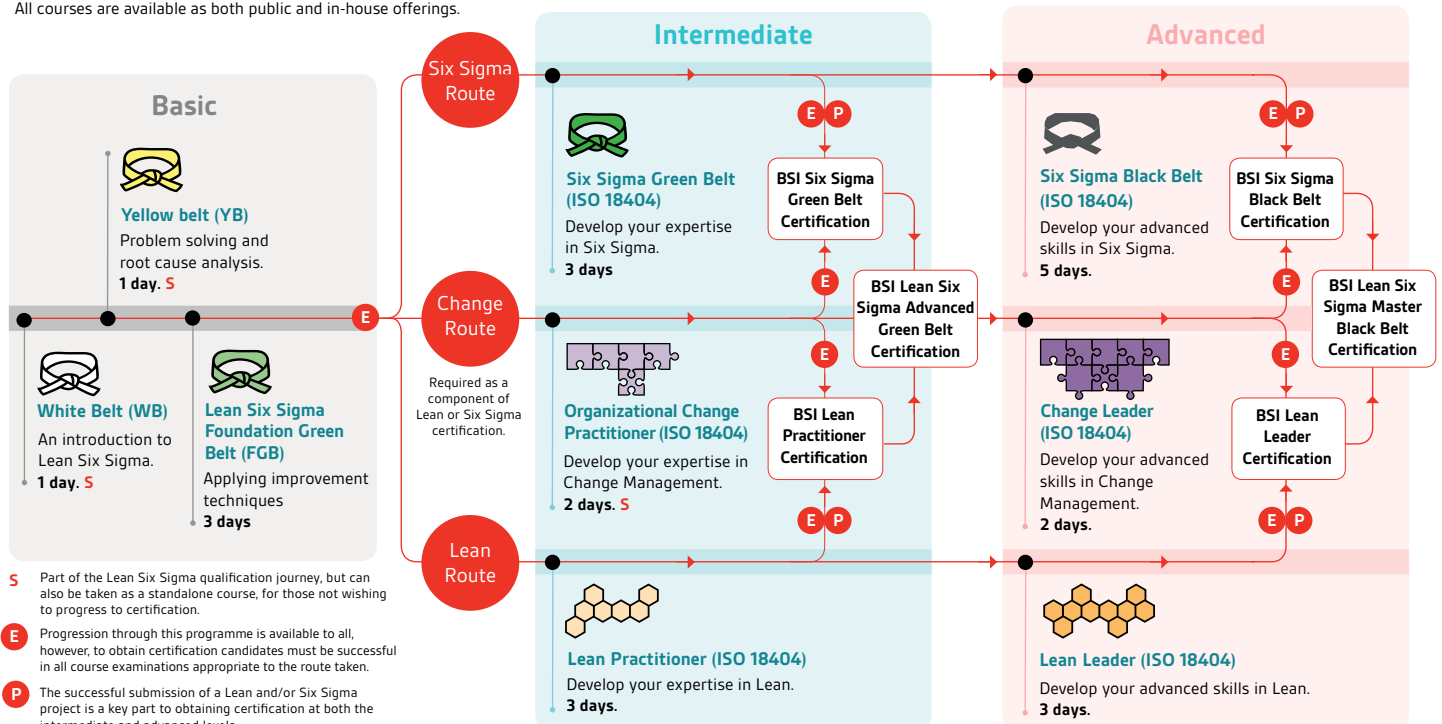 All courses are available as both public and in-house offerings.
Basic
Yellow belt (YB)
Problem solving and
root cause analysis.
1 day. S
E
White Belt (WB)
An introduction to
Lean Six Sigma.
1 day. S
Lean Six Sigma
Foundation Green
Belt (FGB)
Applying improvement
techniques
3 days
S Part of the Lean Six Sigma qualification journey, but can
also be taken as a standalone course, for those not wishing
to progress to certification.
E Progression through this programme is available to all,
however, to obtain certification candidates must be successful
in all course examinations appropriate to the route taken.
P The successful submission of a Lean and/or Six Sigma
project is a key part to obtaining certification at both the
intermediate and advanced levels.
Six Sigma
Route
Change
Route
Required as a
component of
Lean or Six Sigma
certification.
Lean
Route
Intermediate
Six Sigma Green Belt
(ISO 18404)
Develop your expertise
in Six Sigma.
3 days
E P
BSI Six Sigma
Green Belt
Certification
E
BSI Lean Six
Sigma Advanced
Green Belt
Certification
Organizational Change
Practitioner (ISO 18404)
Develop your expertise in
Change Management.
2 days. S
E
BSI Lean
Practitioner
Certification
E P
Lean Practitioner (ISO 18404)
Develop your expertise in Lean.
3 days.
Advanced
Six Sigma Black Belt
(ISO 18404)
Develop your advanced
skills in Six Sigma.
5 days.
E P
BSI Six Sigma
Black Belt
Certification
E
BSI Lean Six
Sigma Master
Black Belt
Certification
Change Leader
(ISO 18404)
Develop your advanced
skills in Change
Management.
2 days.
E
BSI Lean
Leader
Certification
E P
Lean Leader (ISO 18404)
Develop your advanced skills in Lean.
3 days.